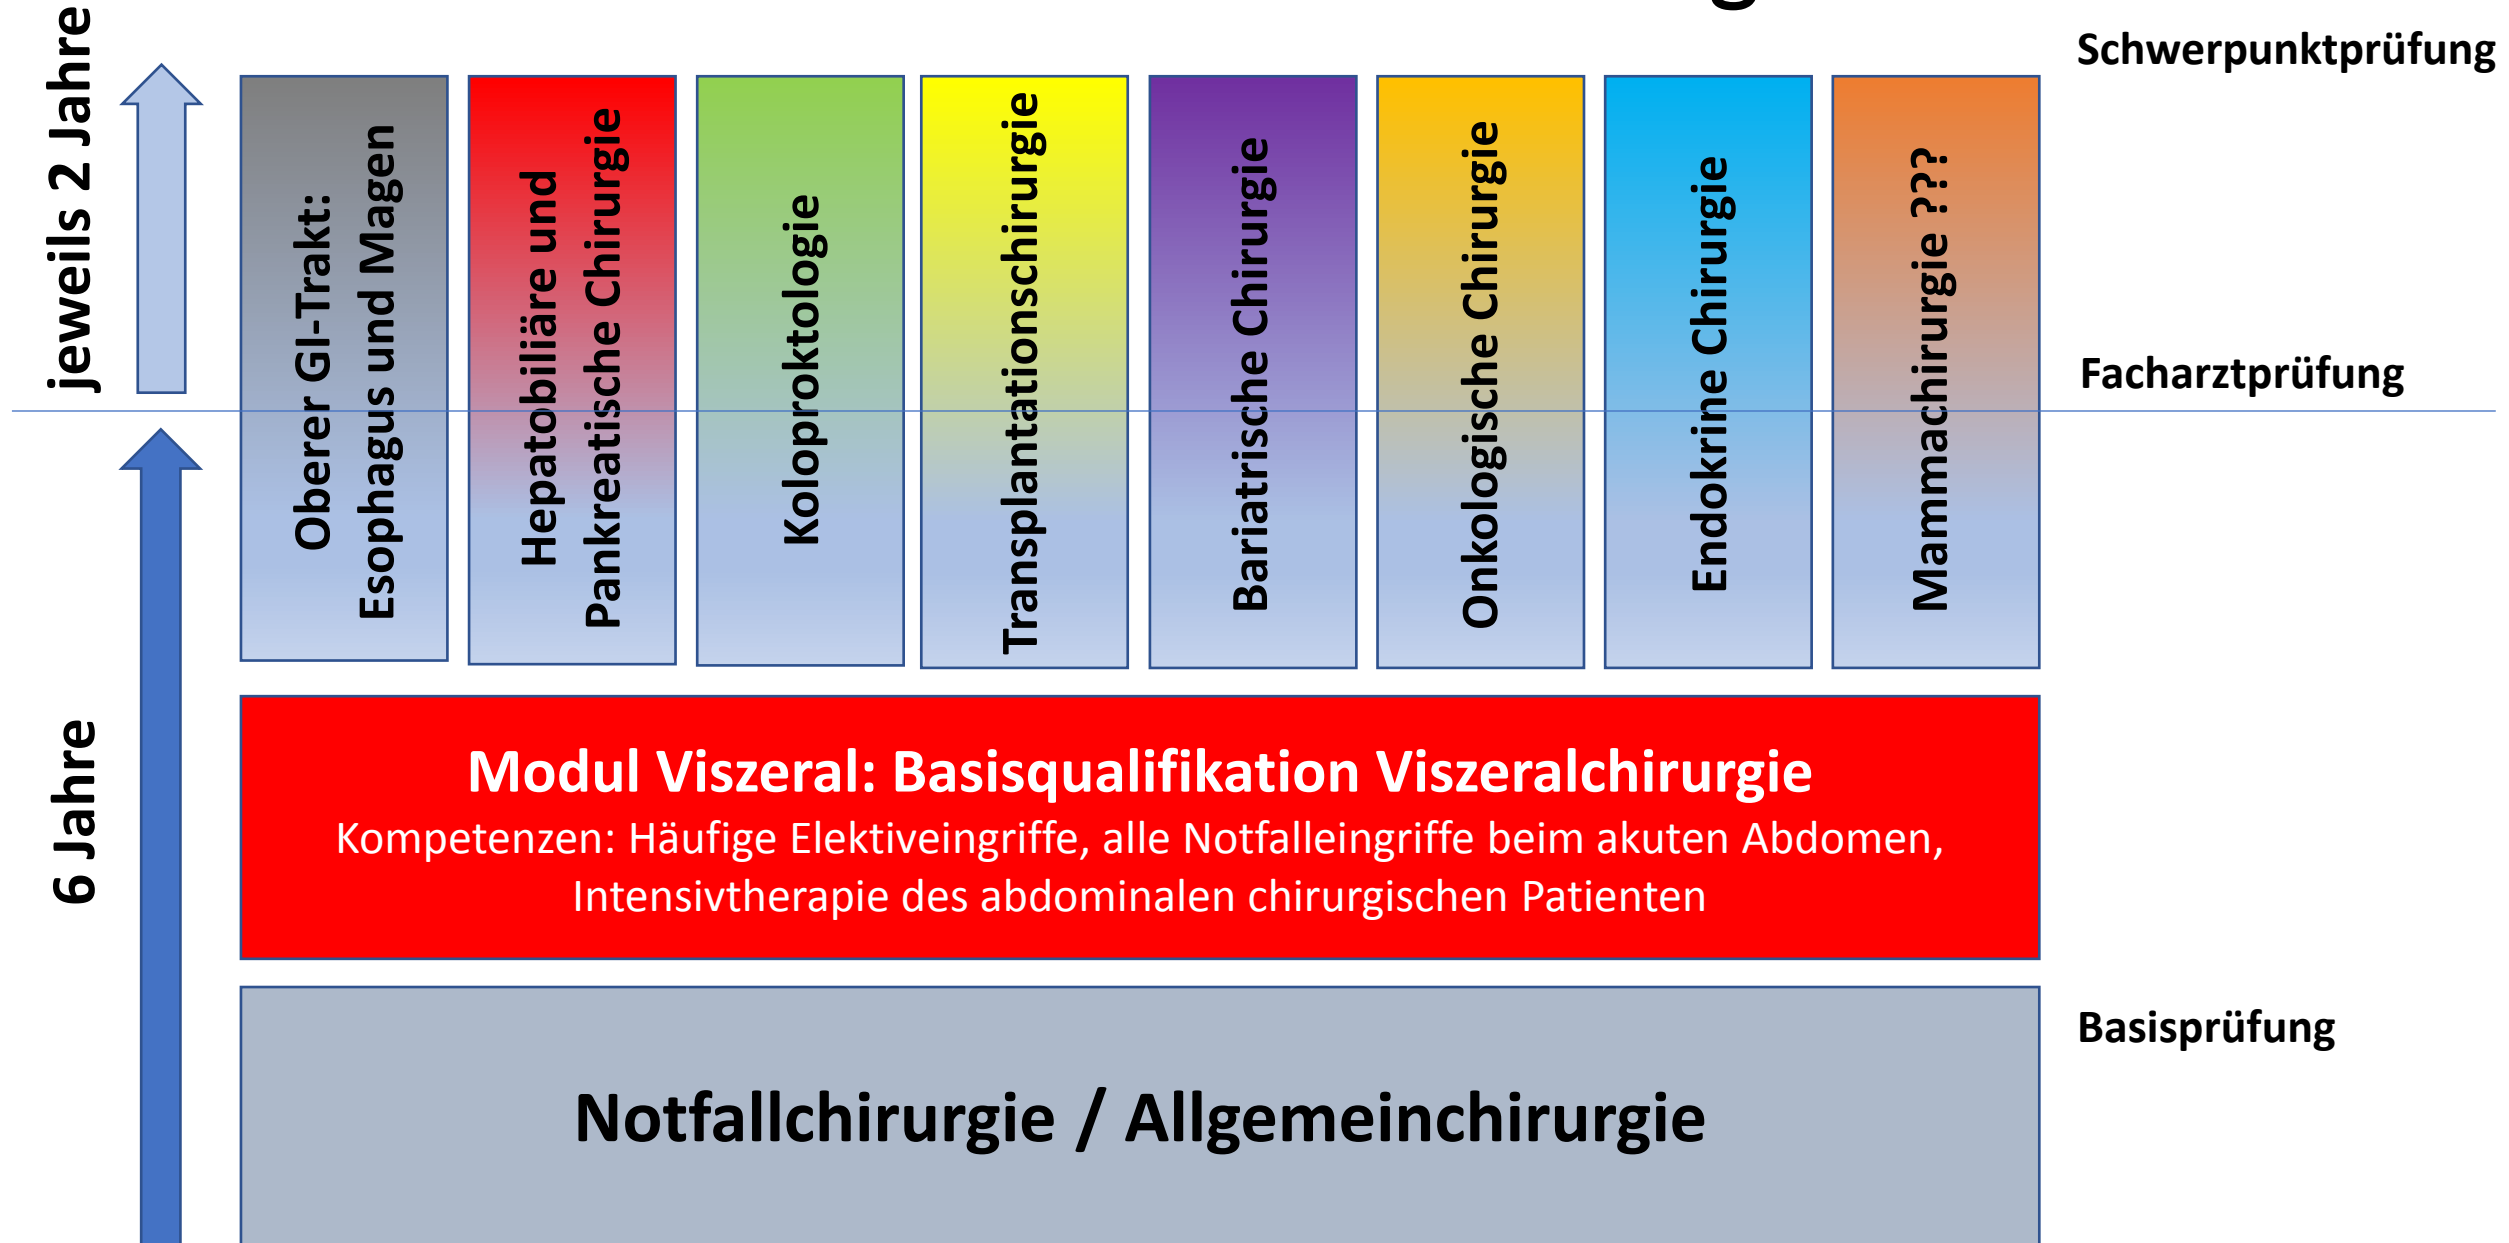 Schwerpunktprüfung
jeweils 2 Jahre
Oberer GI-Trakt:
Esophagus und Magen
Hepatobiliäre und
Pankreatische Chirurgie
Koloproktologie
Transplantationschirurgie
Bariatrische Chirurgie
Onkologische Chirurgie
Endokrine Chirurgie
Mammachirurgie ???
Facharztprüfung
6 Jahre
Modul Viszeral: Basisqualifikation Viszeralchirurgie
Kompetenzen: Häufige Elektiveingriffe, alle Notfalleingriffe beim akuten Abdomen,
Intensivtherapie des abdominalen chirurgischen Patienten
Basisprüfung
Notfallchirurgie / Allgemeinchirurgie